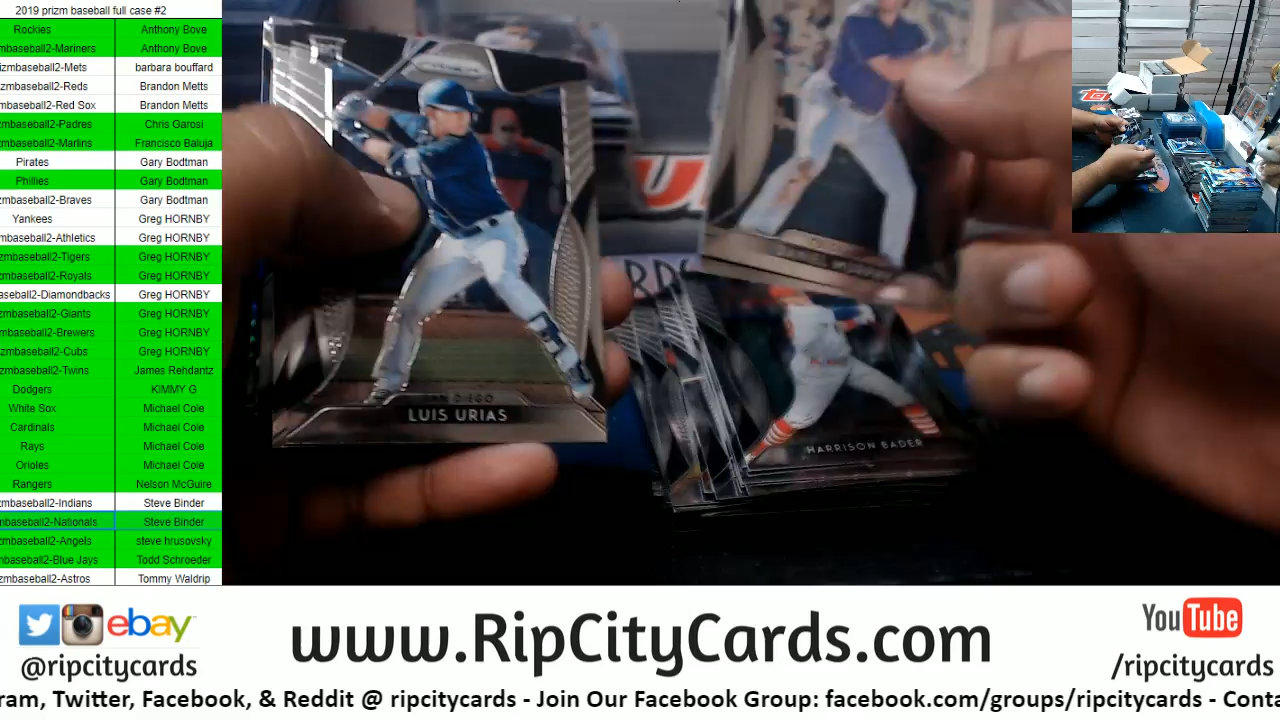 2019 prizm baseball full case #2
Rockies Anthony Bove
mbaseball2-Mariners Anthony Bove
izmbaseball2-Mets barbara bouffard
izmbaseball2-Reds Brandon Metts
mbaseball2-Red Sox Brandon Metts
zmbaseball2-Padres Chris Garosi
zmbaseball2-Marlins Francisco Baluja
Pirates Gary Bodtman
Phillies Gary Bodtman
zmbaseball2-Braves Gary Bodtman
Yankees Greg HORNBY
mbaseball2-Athletics Greg HORNBY
zmbaseball2-Tigers Greg HORNBY
zmbaseball2-Royals Greg HORNBY
aseball2-Diamondbacks Greg HORNBY
zmbaseball2-Giants Greg HORNBY
zmbaseball2-Brewers Greg HORNBY
izmbaseball2-Cubs Greg HORNBY
izmbaseball2-Twins James Rehdantz
Dodgers KIMMY G
White Sox Michael Cole
Cardinals Michael Cole
Rays Michael Cole
Orioles Michael Cole
Rangers Nelson McGuire
zmbaseball2-Indians Steve Binder
mbaseball2-Nationals Steve Binder
zmbaseball2-Angels steve hrusovsky
mbaseball2-Blue Jays Todd Schroeder
zmbaseball2-Astros Tommy Waldrip
SAN DIEGO
LUIS URIAS
HARRISON BADER
RDS
ebay
@ripcitycards
www.RipCityCards.com
YouTube
/ripcitycards
ram, Twitter, Facebook, & Reddit @ ripcitycards - Join Our Facebook Group: facebook.com/groups/ripcitycards - Conta